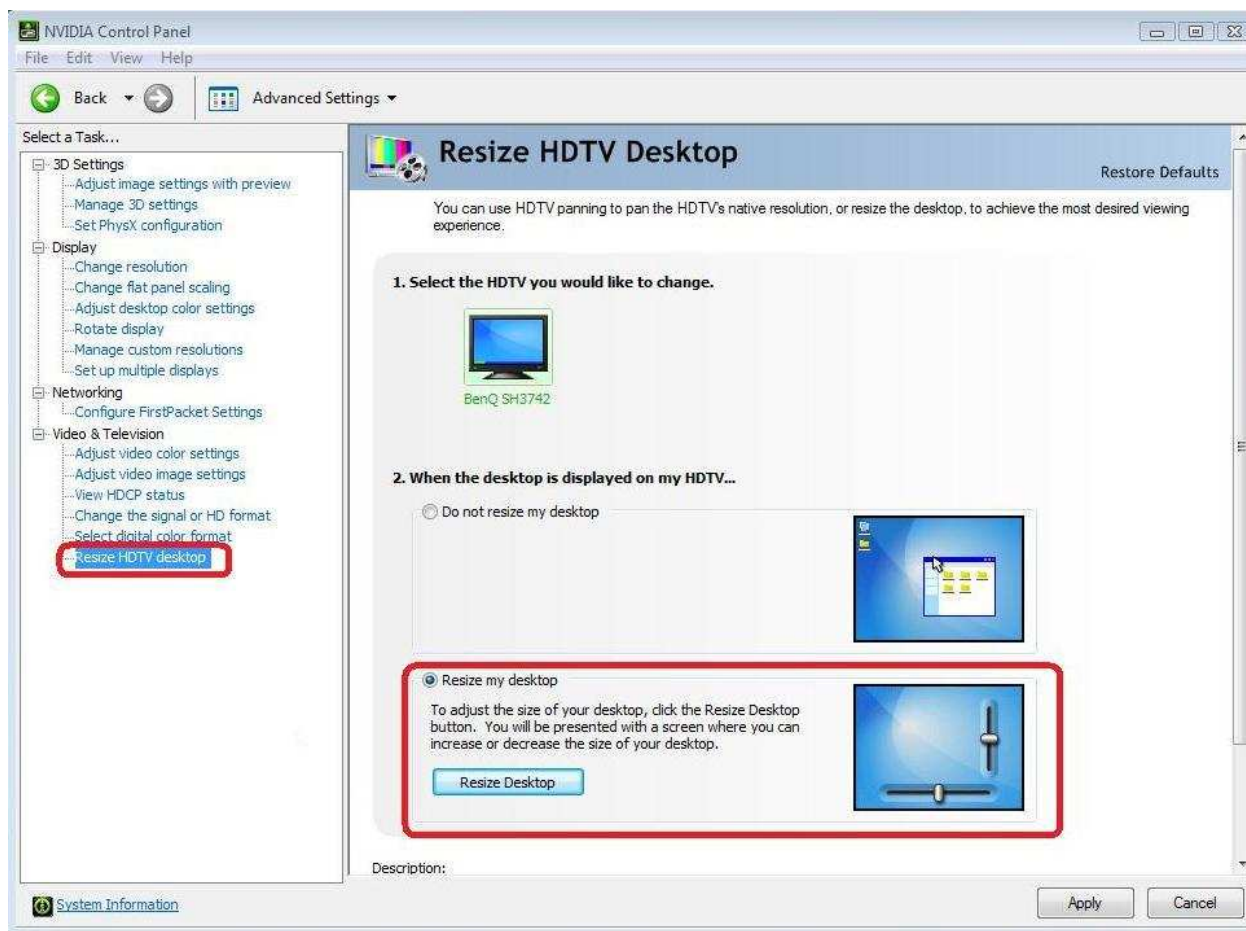 NVIDIA Control Panel
File Edit View Help
Back
Advanced Settings
Select a Task...
3D Settings
Adjust image settings with preview
Manage 3D settings
Set PhysX configuration
Display
Change resolution
Change flat panel scaling
Adjust desktop color settings
Rotate display
Manage custom resolutions
Set up multiple displays
Networking
Configure FirstPacket Settings
Video & Television
Adjust video color settings
Adjust video image settings
View HDCP status
Change the signal or HD format
Select digital color format
Resize HDTV desktop
System Information
Resize HDTV Desktop
Restore Defaults
You can use HDTV panning to pan the HDTV's native resolution, or resize the desktop, to achieve the most desired viewing
experience.
1. Select the HDTV you would like to change.
BenQ SH3742
2. When the desktop is displayed on my HDTV...
Do not resize my desktop
Resize my desktop
To adjust the size of your desktop, click the Resize Desktop
button. You will be presented with a screen where you can
increase or decrease the size of your desktop.
Resize Desktop
Description:
Apply
Cancel